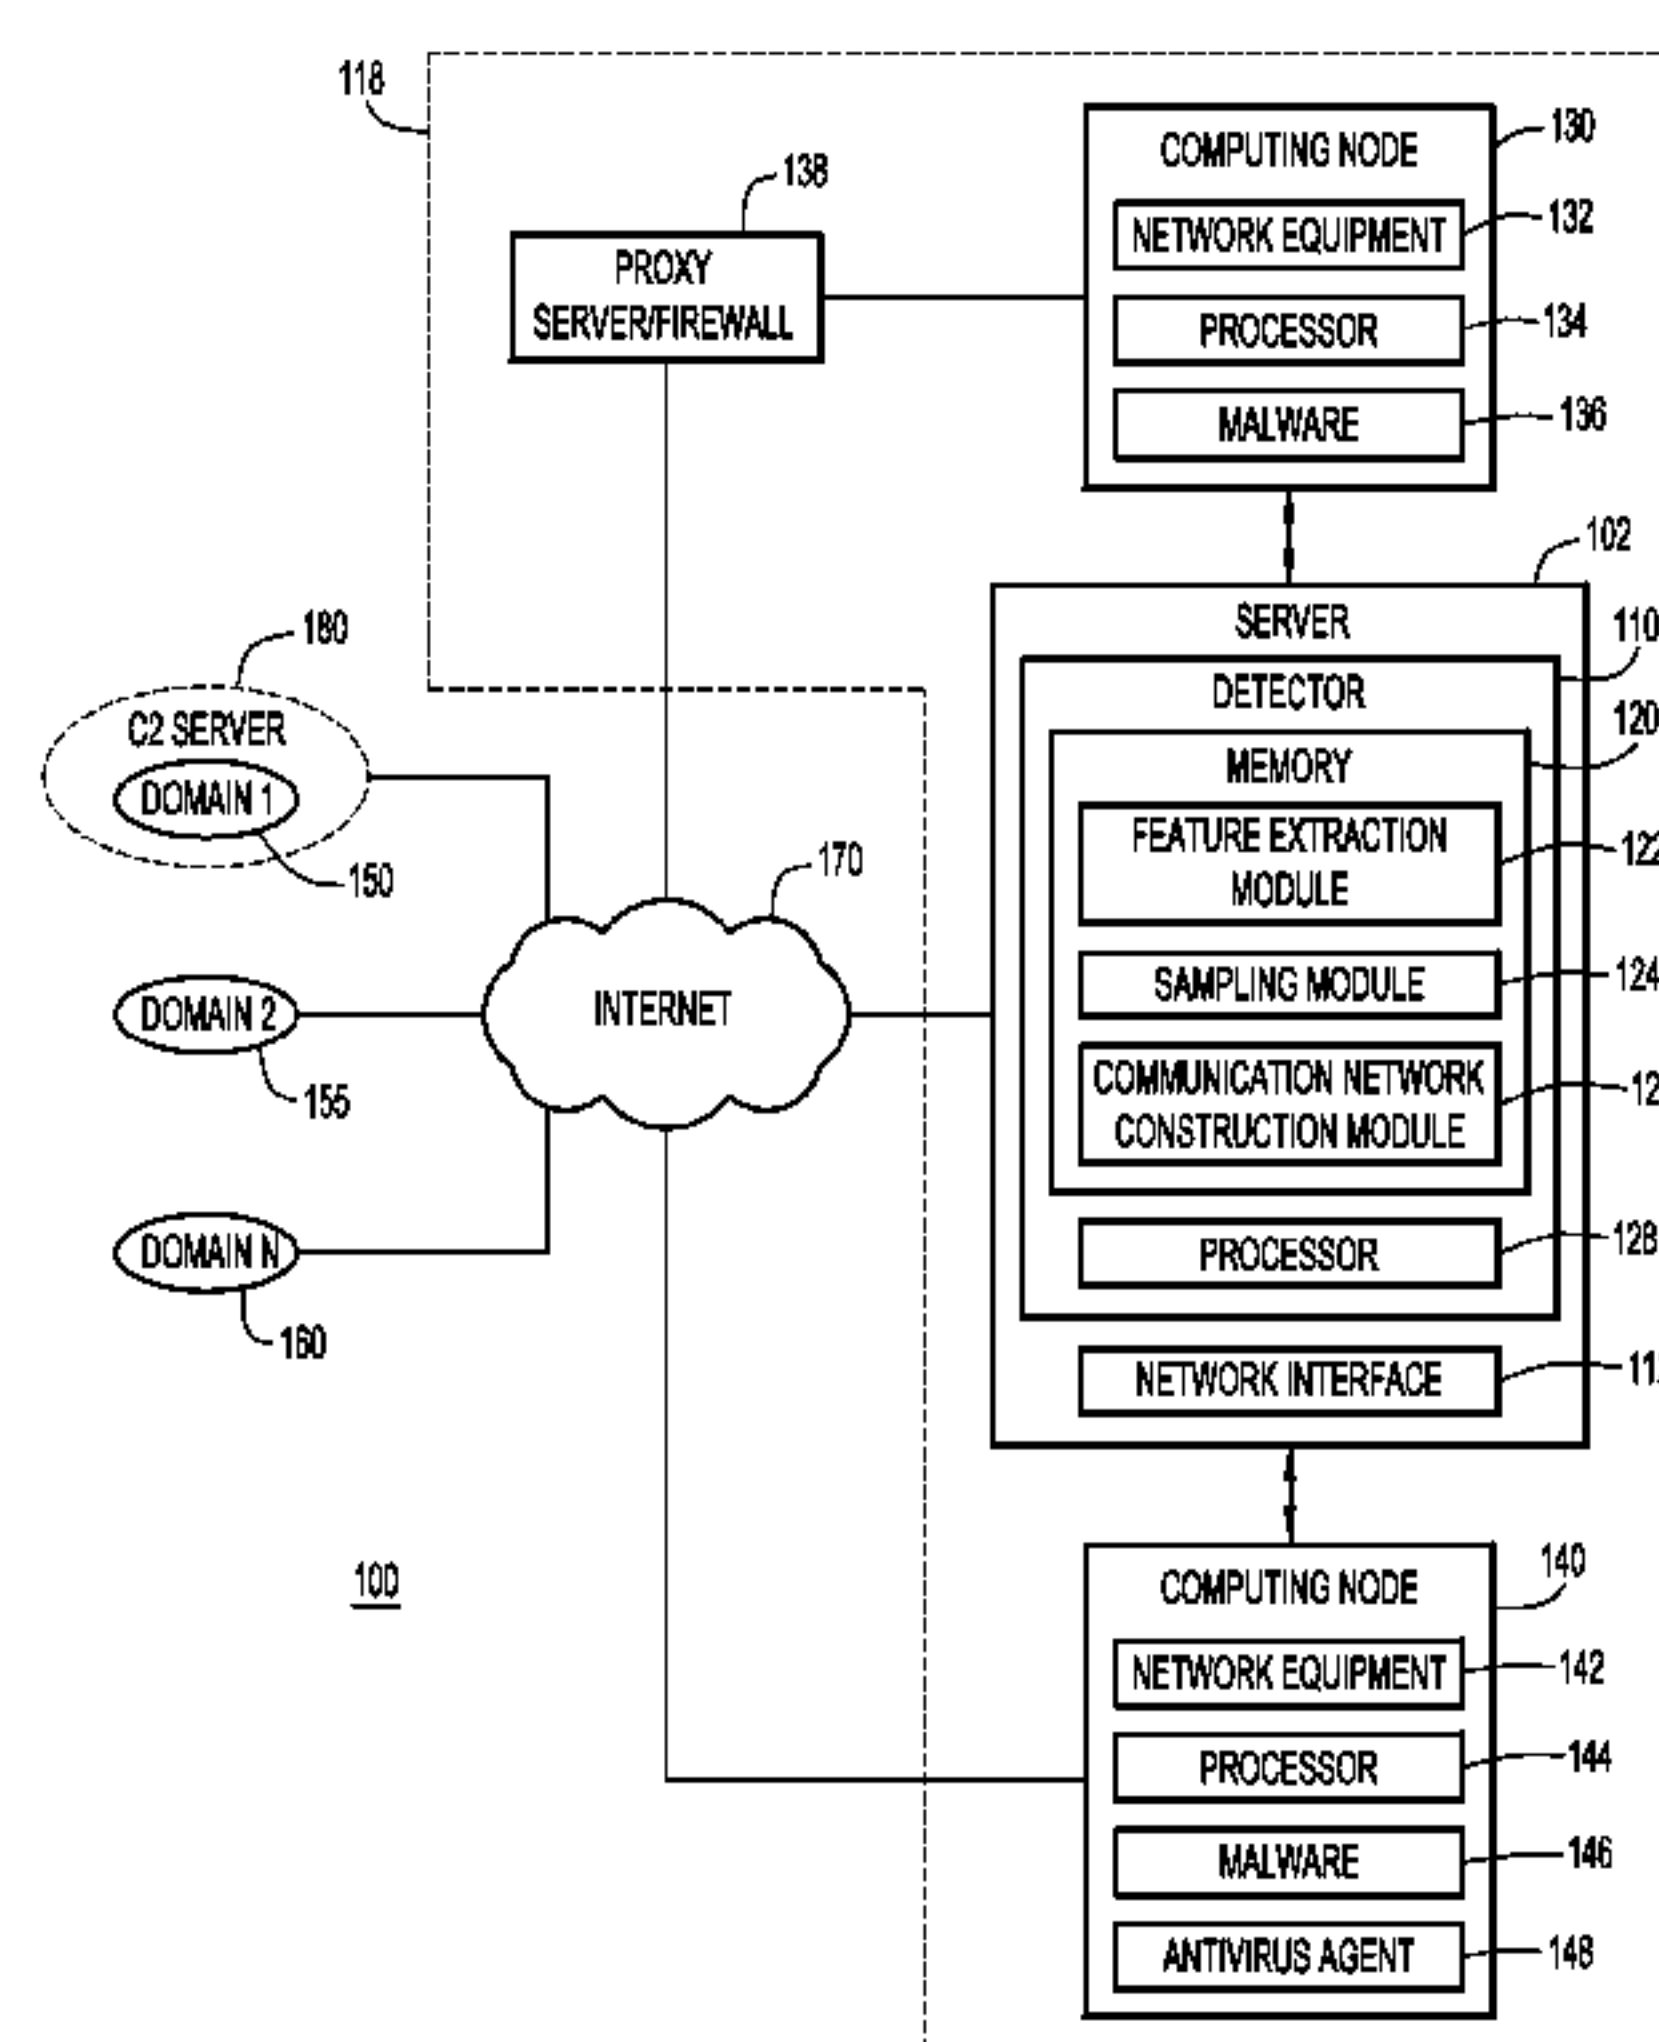 118
130
COMPUTING NODE
138
132
NETWORK EQUIPMENT
PROXY
SERVER/FIREWALL
134
PROCESSOR
136
MALWARE
102
SERVER
180
110
DETECTOR
C2 SERVER
120
MEMORY
DOMAIN 1
FEATURE EXTRACTION
MODULE
122
150
170
SAMPLING MODULE
124
INTERNET
DOMAIN 2
155
COMMUNICATION NETWORK
CONSTRUCTION MODULE
PROCESSOR
128
DOMAIN N
160
NETWORK INTERFACE
100
140
COMPUTING NODE
NETWORK EQUIPMENT
142
PROCESSOR
144
MALWARE
146
ANTIVIRUS AGENT
148